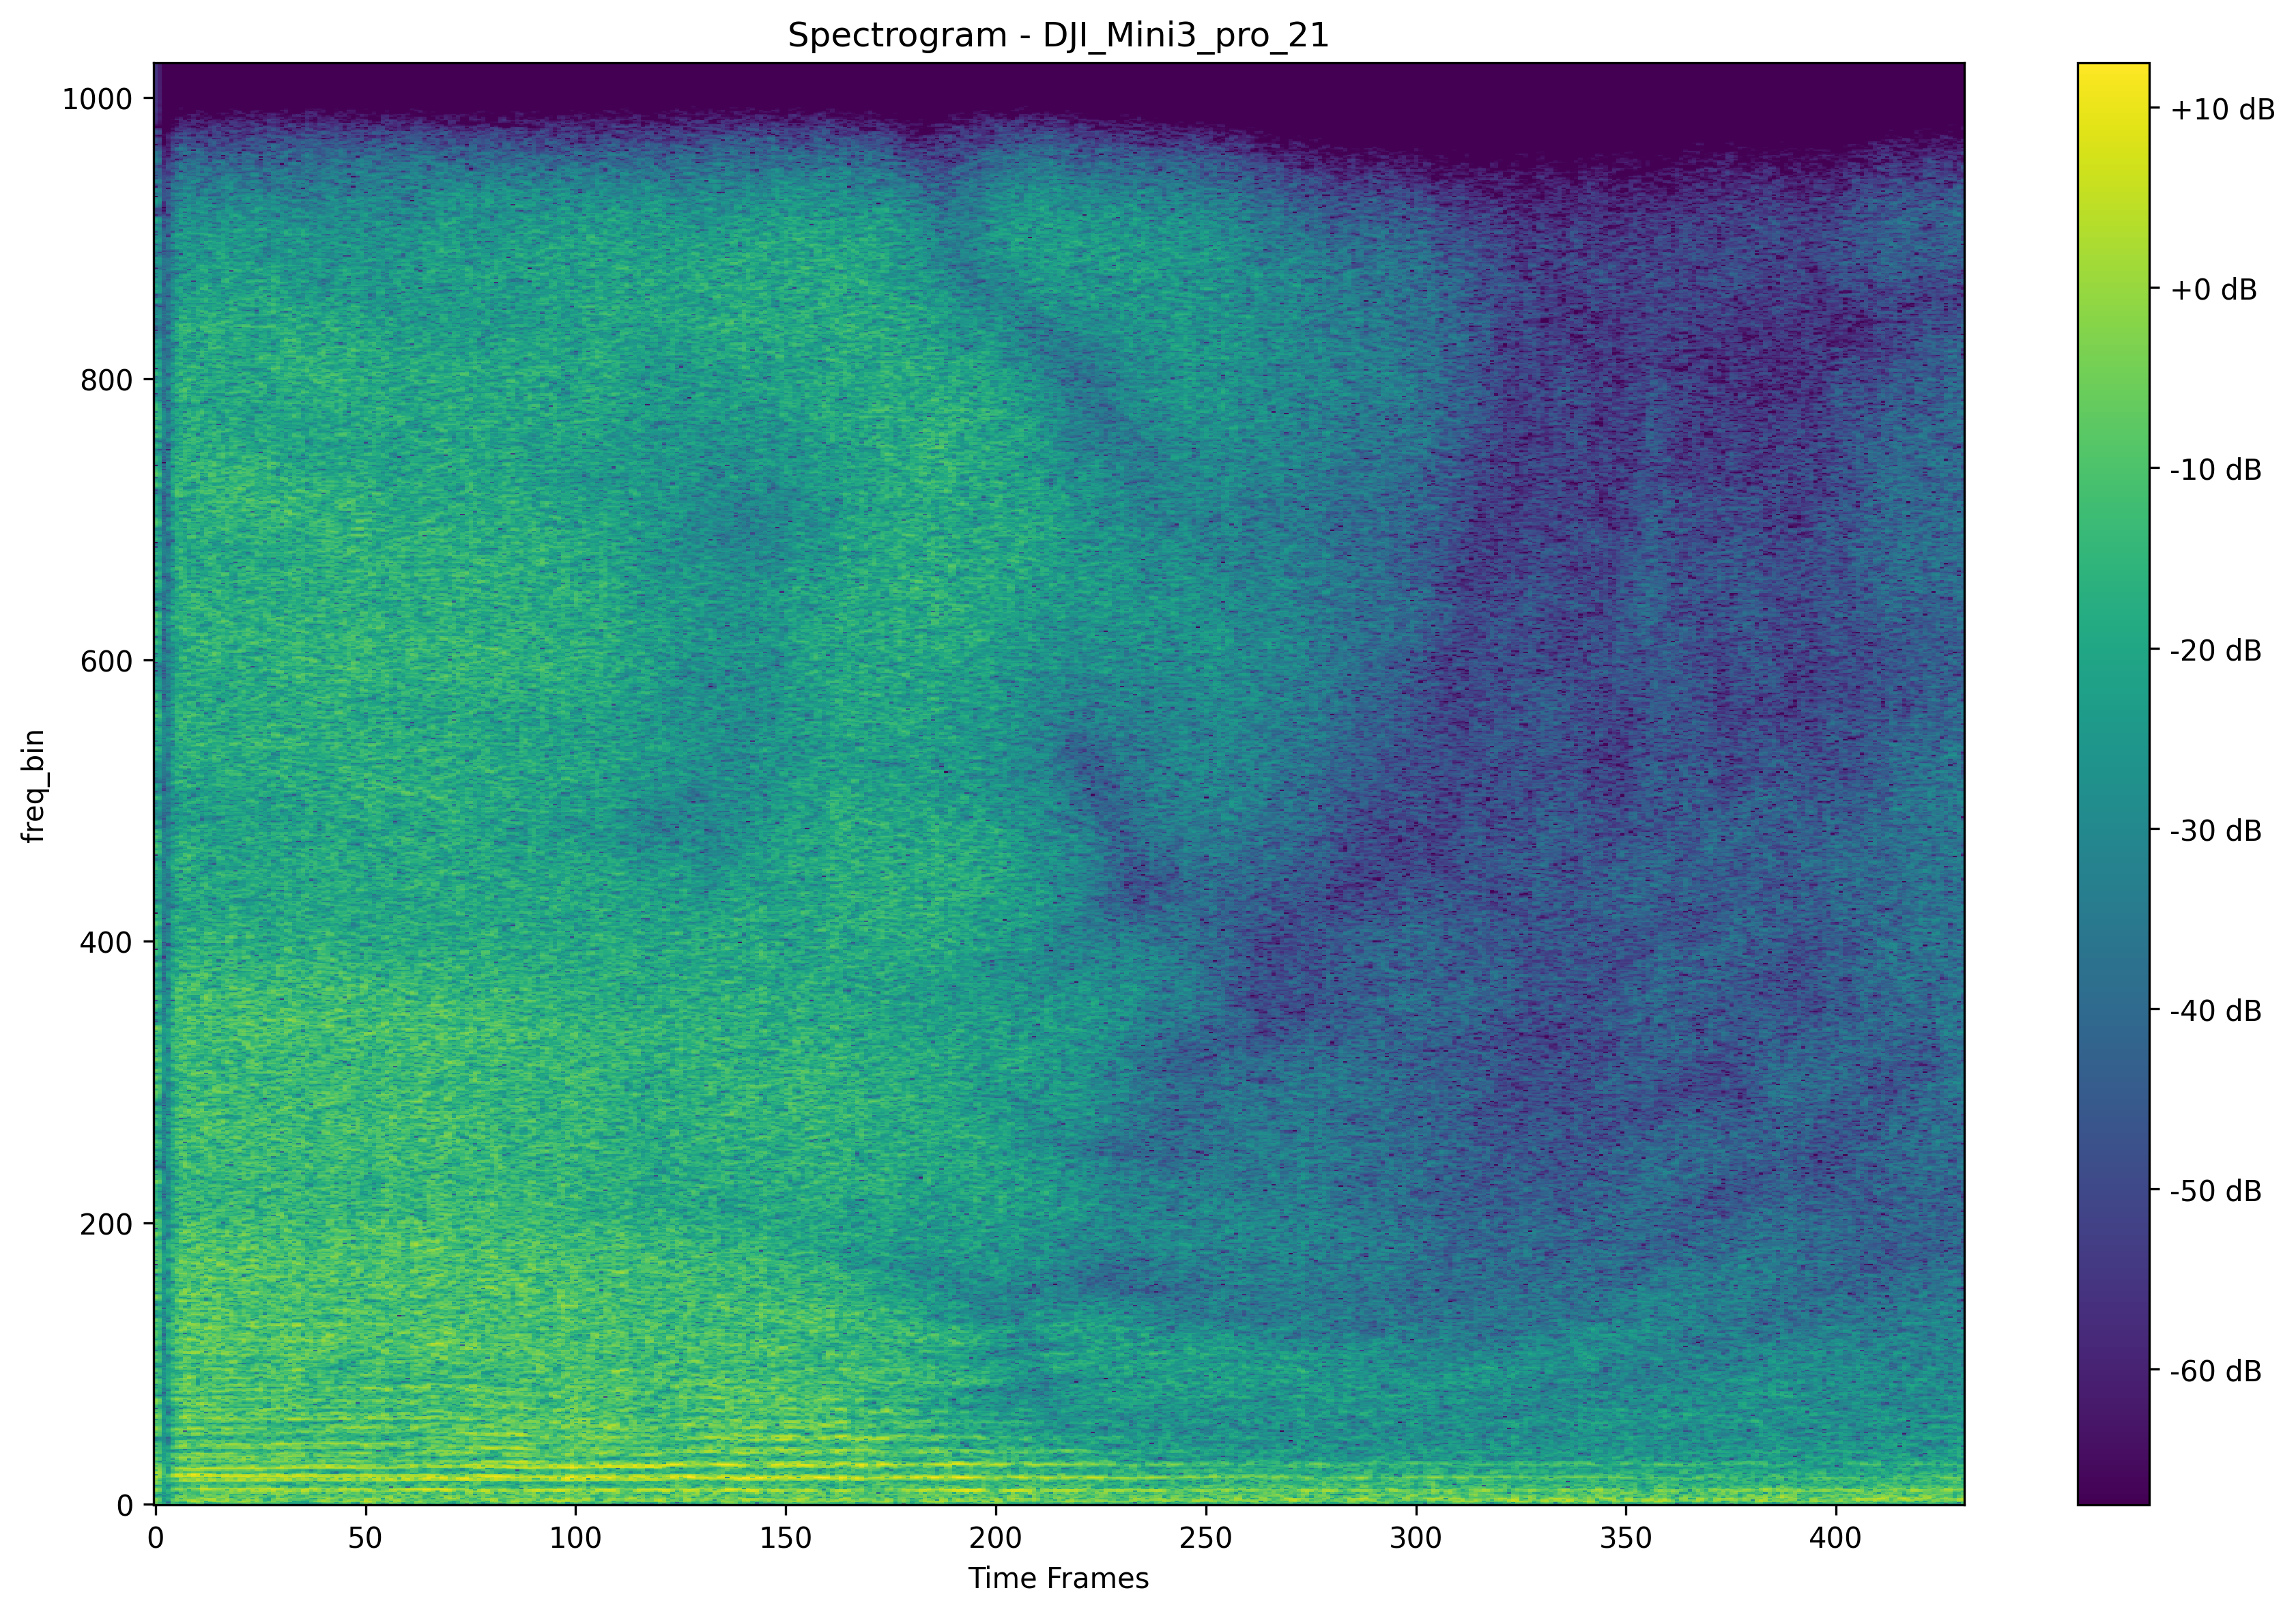 Spectrogram - DJI_Mini3_pro_21
freq_bin
1000
800
600
400
200
0
0 50 100 150 200 250 300 350 400
Time Frames
+10 dB
+0 dB
-10 dB
-20 dB
-30 dB
-40 dB
-50 dB
-60 dB